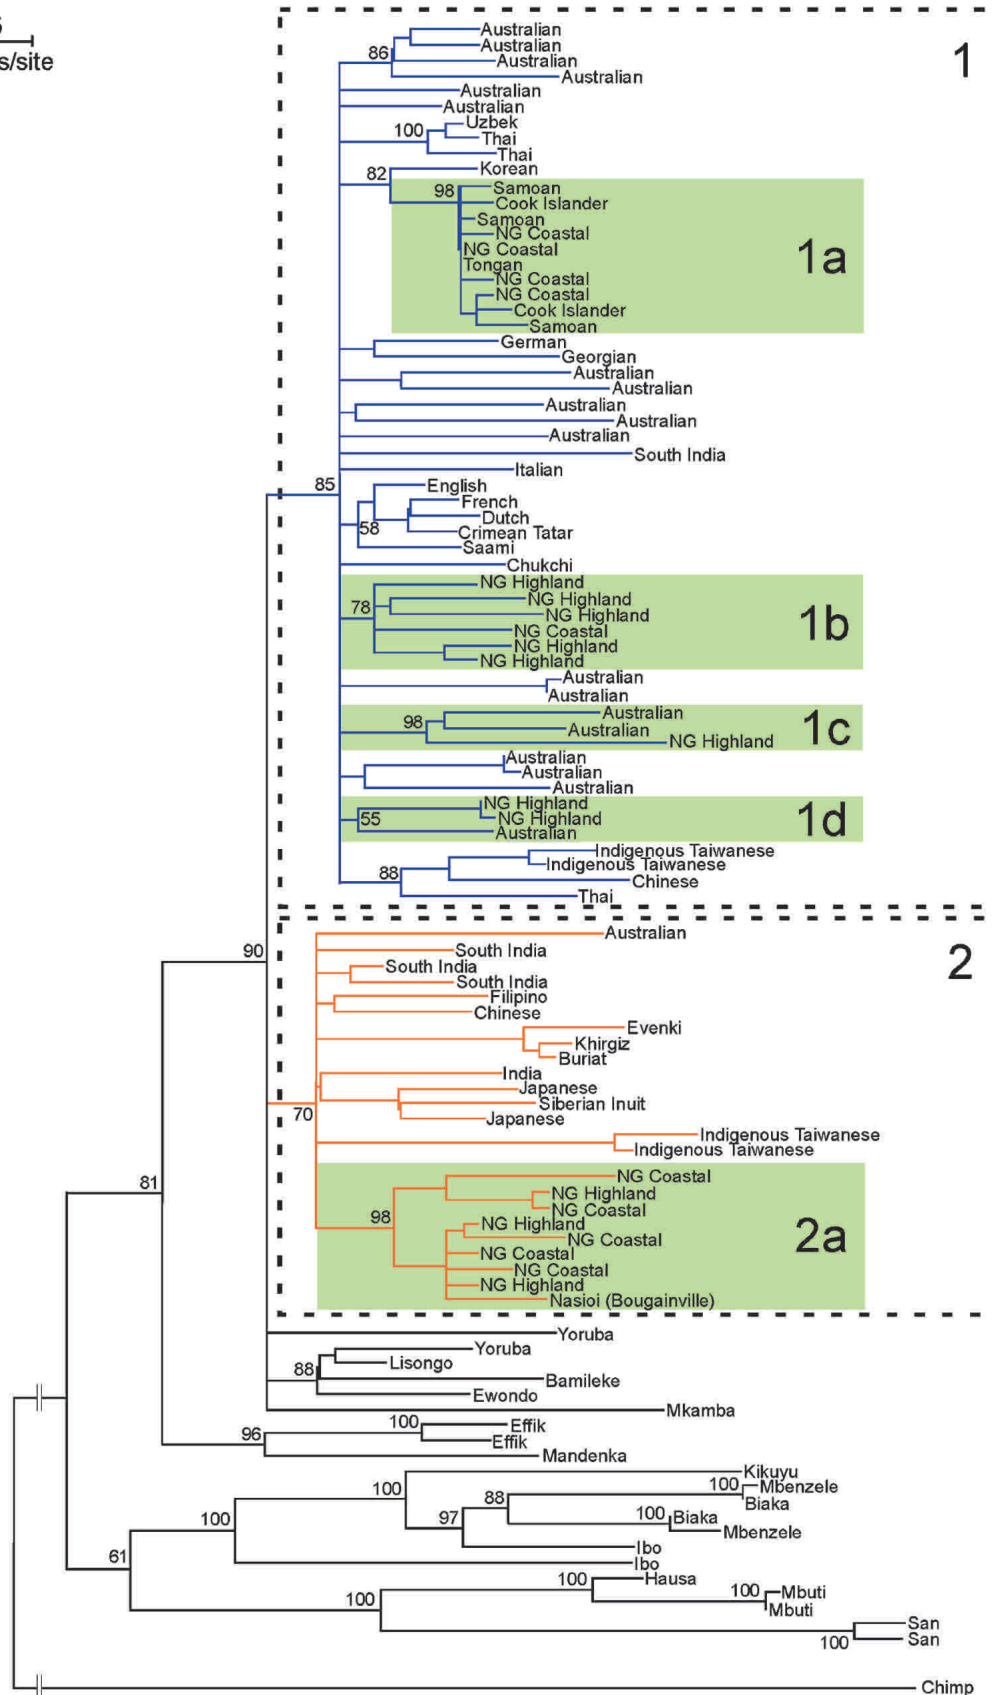 s/site
1
Australian
Australian
86
Australian
Australian
Australian
Australian
Uzbek
100
Thai
Thai
Korean
82
Samoan
98
Cook Islander
Samoan
NG Coastal
NG Coastal
1a
Tongan
NG Coastal
NG Coastal
Cook Islander
Samoan
German
Georgian
Australian
Australian
Australian
Australian
Australian
South India
Italian
85
English
French
Dutch
58
Crimean Tatar
Saami
Chukchi
NG Highland
NG Highland
78
NG Highland
1b
NG Coastal
NG Highland
NG Highland
Australian
Australian
Australian
98
Australian
1c
NG Highland
Australian
Australian
Australian
NG Highland
55
NG Highland
1d
Australian
Indigenous Taiwanese
Indigenous Taiwanese
88
Chinese
Thai
Australian
90
South India
2
South India
South India
Filipino
Chinese
Evenki
Khirgiz
Buriat
India
Japanese
Siberian Inuit
70
Japanese
Indigenous Taiwanese
Indigenous Taiwanese
NG Coastal
81
NG Highland
NG Coastal
98
NG Highland
2a
NG Coastal
NG Coastal
NG Coastal
NG Highland
Nasioi (Bougainville)
Yoruba
Yoruba
88
Lisongo
Bamileke
Ewondo
Mkamba
100
Effik
96
Effik
Mandenka
Kikuyu
100
100
Mbenzele
88
Biaka
100
97
100
Biaka
Mbenzele
Ibo
61
Ibo
100
Hausa
100
100
Mbuti
Mbuti
San
100
San
Chimp